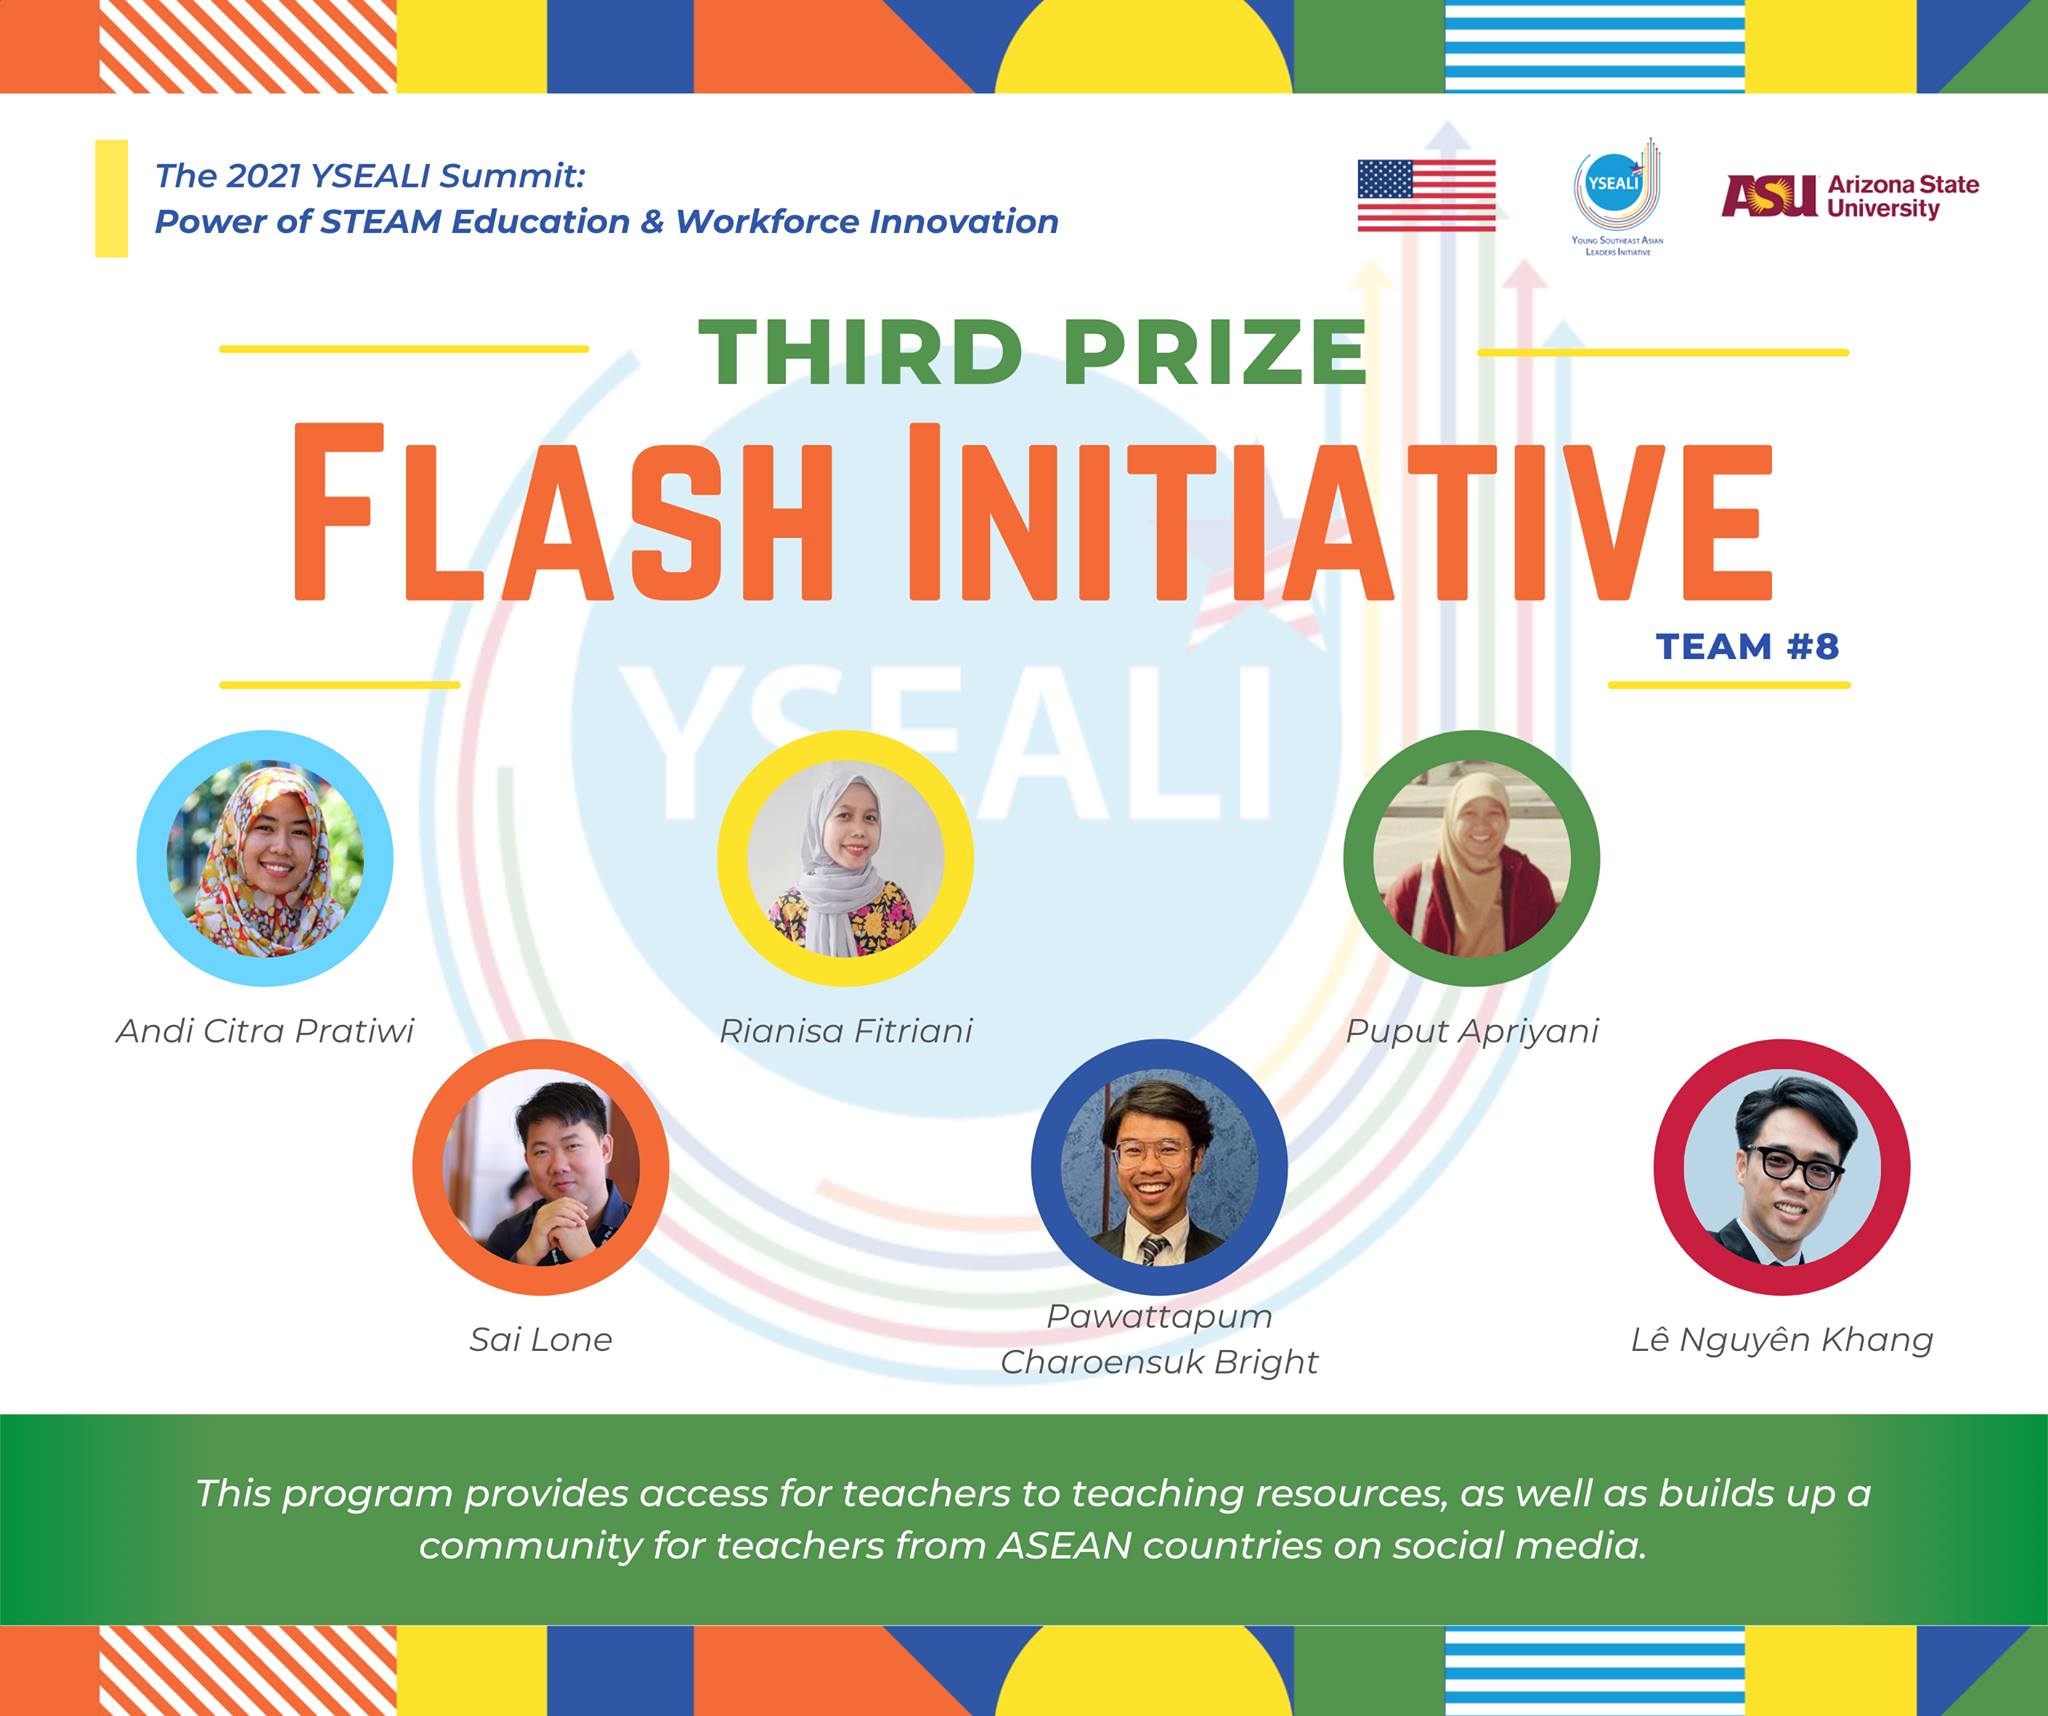 The 2021 YSEALI Summit:
Power of STEAM Education & Workforce Innovation
YSEALI
Young Southeast Asian
Leaders Initiative
ASU Arizona State
University
THIRD PRIZE
Flash Initiative
TEAM #8
YSEALI
Andi Citra Pratiwi
Rianisa Fitriani
Puput Apriyani
Sai Lone
Pawattapum
Charoensuk Bright
Lê Nguyên Khang
This program provides access for teachers to teaching resources, as well as builds up a
community for teachers from ASEAN countries on social media.